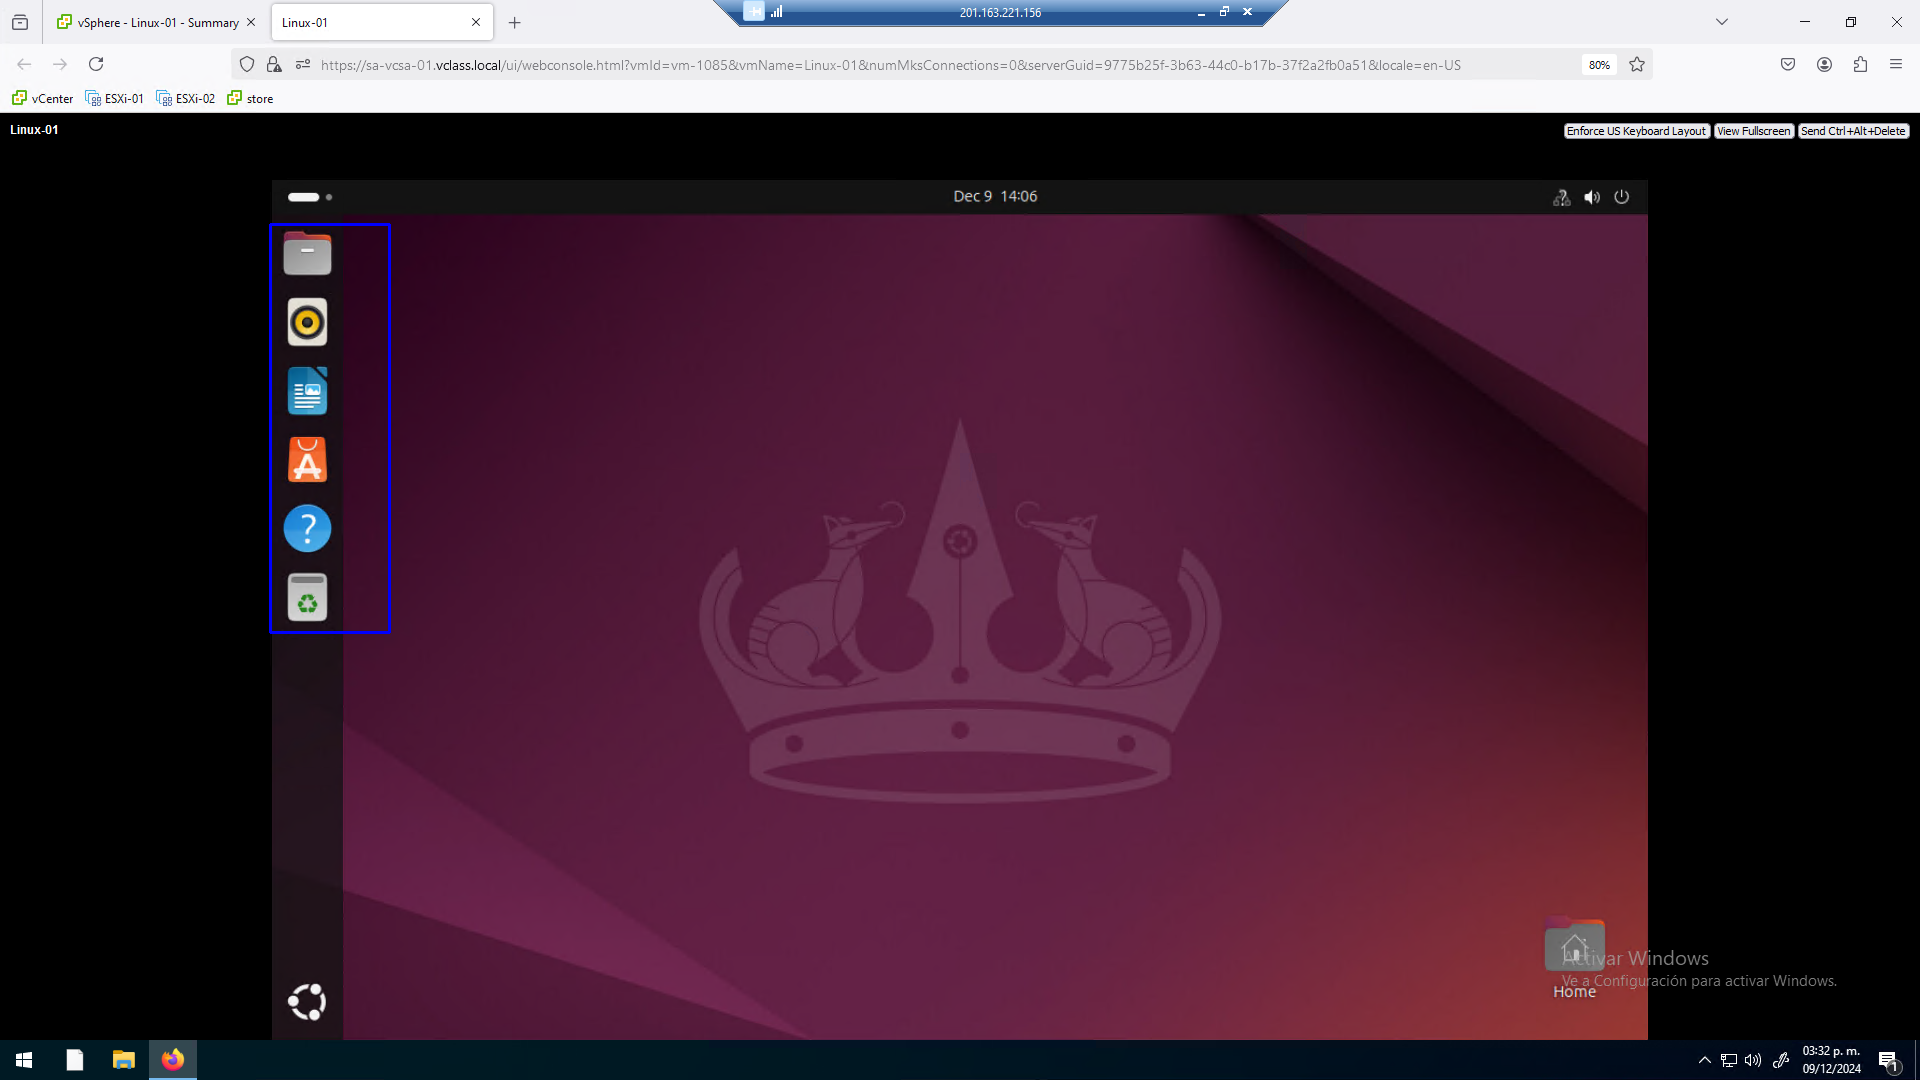 vSphere - Linux-01 - Summary
Linux-01
201.163.221.156
https://sa-vcsa-01.vclass.local/ui/webconsole.html?vmId=vm-1085&vmName=Linux-01&numMksConnections=0&serverGuid=9775b25f-3b63-44c0-b17b-37f2a2fb0a51&locale=en-US
80%
vCenter
ESXi-01
ESXi-02
store
Linux-01
Enforce US Keyboard Layout
View Fullscreen
Send Ctrl+Alt+Delete
Dec 9 14:06
Activar Windows
Ve a Configuración para activar Windows.
Home
03:32 p. m.
09/12/2024
1